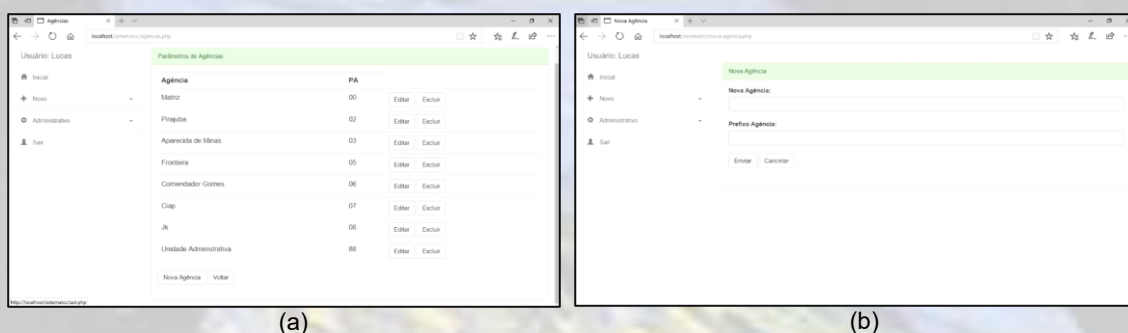 Agências
localhost/sistematcc/agencias.php
Usuário: Lucas
Inicial
Novo
Administrativo
Sair
Parâmetros de Agências
Agência PA
Matriz 00 Editar Excluir
Pirajuba 02 Editar Excluir
Aparecida de Minas 03 Editar Excluir
Fronteira 05 Editar Excluir
Comendador Gomes 06 Editar Excluir
Ciap 07 Editar Excluir
Jk 08 Editar Excluir
Unidade Administrativa 88 Editar Excluir
Nova Agência Voltar
http://localhost/sistematcc/sair.php
(a)
Nova Agência
localhost/sistematcc/nova-agencia.php
Usuário: Lucas
Inicial
Novo
Administrativo
Sair
Nova Agência
Nova Agência:
Prefixo Agência:
Enviar Cancelar
(b)